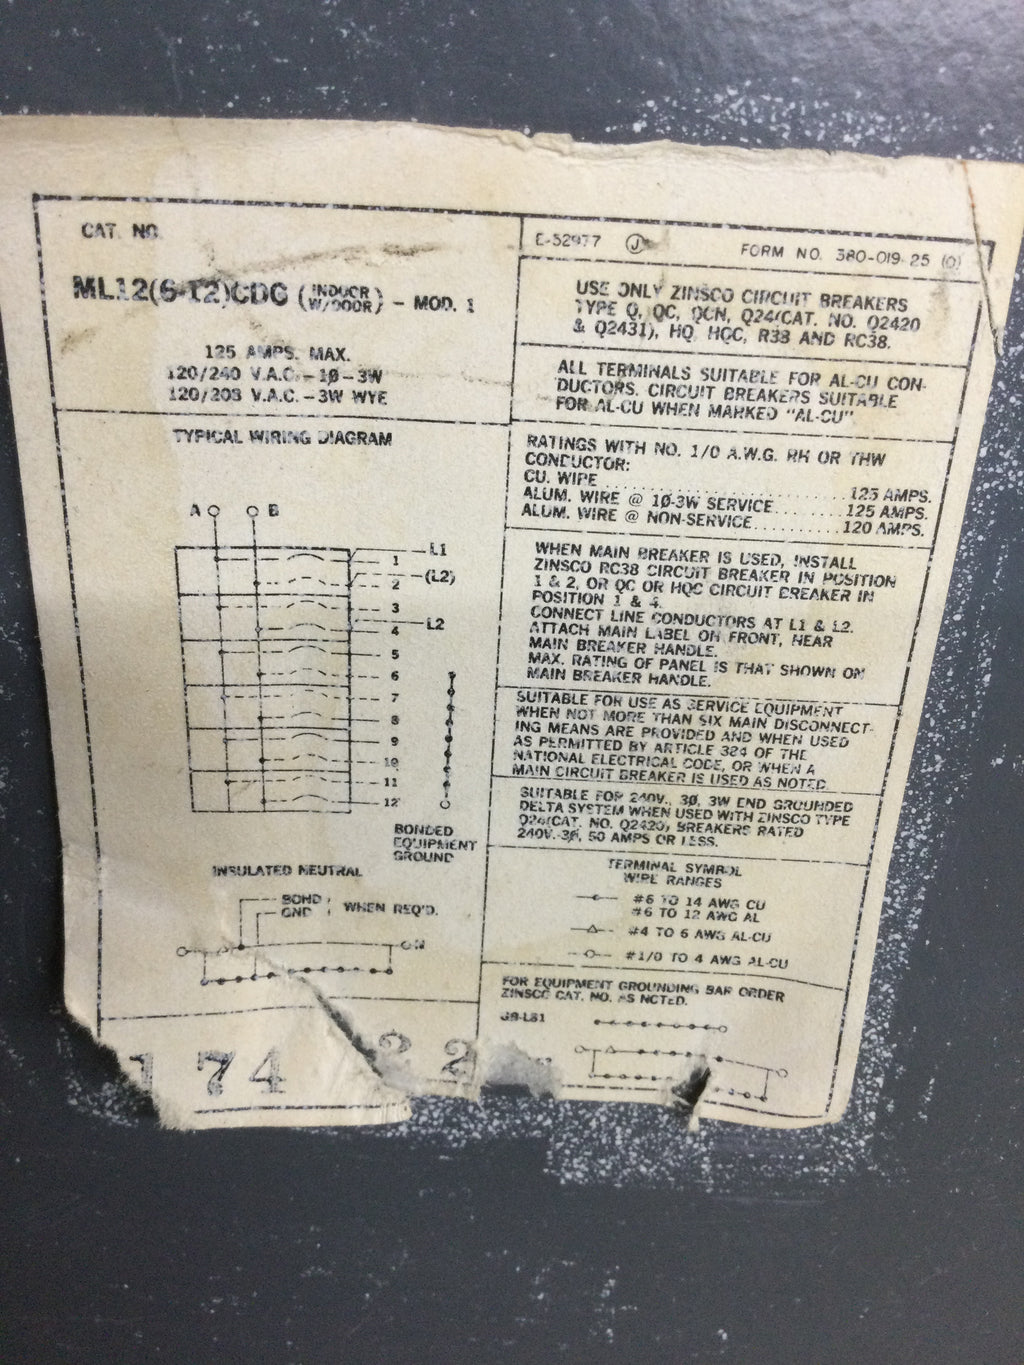 CAT. NO.
ML12(6-12)CDC (INDOOR W/DOOR) - MOD. 1
125 AMPS. MAX.
120/240 V.A.C. - 1Ø - 3W
120/208 V.A.C. - 3W WYE
TYPICAL WIRING DIAGRAM
A B
L1
1
(L2)
2
3
L2
4
5
6
7
8
9
10
11
12
BONDED
EQUIPMENT
GROUND
INSULATED NEUTRAL
BOND
GND
WHEN REQ'D.
N
174
22
E-52977 J FORM NO. 380-019-25 (0)
USE ONLY ZINSCO CIRCUIT BREAKERS
TYPE Q, QC, QCN, Q24(CAT. NO. Q2420
& Q2431), HQ, HQC, R38 AND RC38.
ALL TERMINALS SUITABLE FOR AL-CU CON-
DUCTORS. CIRCUIT BREAKERS SUITABLE
FOR AL-CU WHEN MARKED "AL-CU"
RATINGS WITH NO. 1/0 A.W.G. RH OR THW
CONDUCTOR:
CU. WIRE ........................ 125 AMPS.
ALUM. WIRE @ 1Ø-3W SERVICE......... 125 AMPS.
ALUM. WIRE @ NON-SERVICE.......... 120 AMPS.
WHEN MAIN BREAKER IS USED, INSTALL
ZINSCO RC38 CIRCUIT BREAKER IN POSITION
1 & 2, OR QC OR HQC CIRCUIT BREAKER IN
POSITION 1 & 4.
CONNECT LINE CONDUCTORS AT L1 & L2.
ATTACH MAIN LABEL ON FRONT, NEAR
MAIN BREAKER HANDLE.
MAX. RATING OF PANEL IS THAT SHOWN ON
MAIN BREAKER HANDLE.
SUITABLE FOR USE AS SERVICE EQUIPMENT
WHEN NOT MORE THAN SIX MAIN DISCONNECT-
ING MEANS ARE PROVIDED AND WHEN USED
AS PERMITTED BY ARTICLE 384 OF THE
NATIONAL ELECTRICAL CODE, OR WHEN A
MAIN CIRCUIT BREAKER IS USED AS NOTED.
SUITABLE FOR 240V., 3Ø, 3W END GROUNDED
DELTA SYSTEM WHEN USED WITH ZINSCO TYPE
Q24(CAT. NO. Q2420) BREAKERS RATED
240V.-3Ø, 50 AMPS OR LESS.
TERMINAL SYMBOL
WIRE RANGES
#6 TO 14 AWG CU
#6 TO 12 AWG AL
#4 TO 6 AWG AL-CU
#1/0 TO 4 AWG AL-CU
FOR EQUIPMENT GROUNDING BAR ORDER
ZINSCO CAT. NO. AS NOTED.